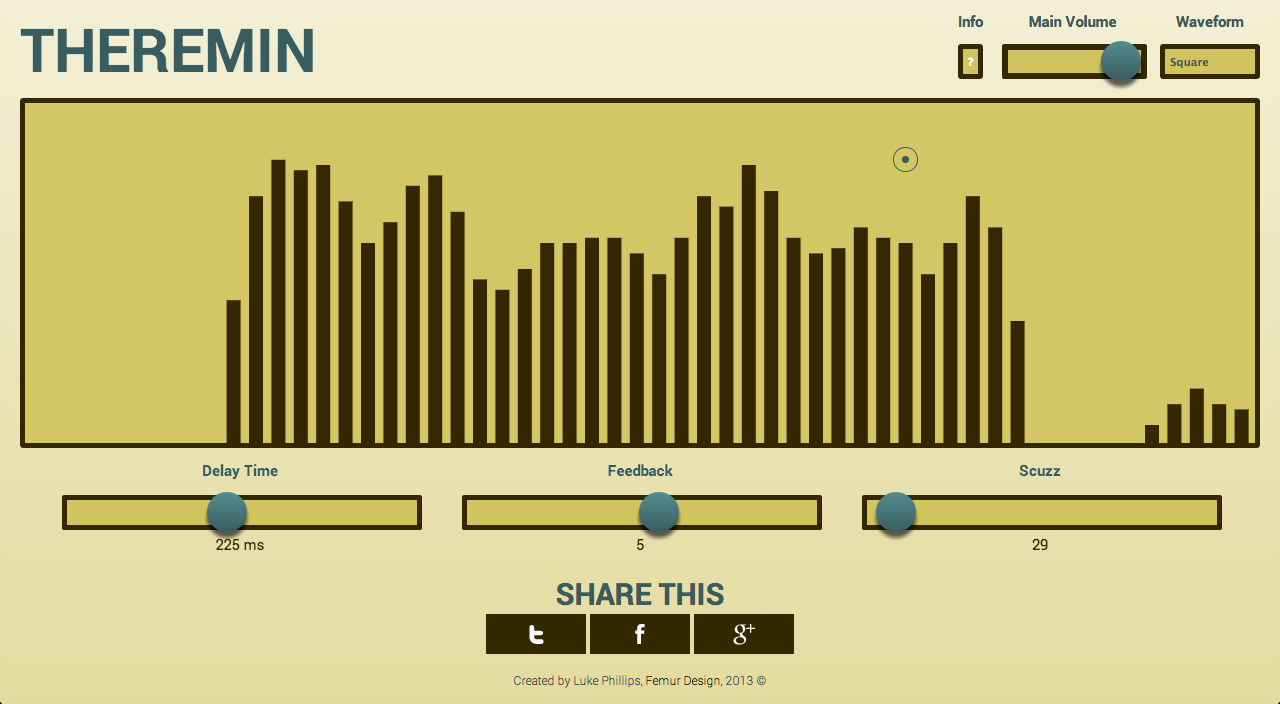 THEREMIN
Info
Main Volume
Waveform
?
Square
Delay Time
Feedback
Scuzz
225 ms
5
29
SHARE THIS
t
f
g+
Created by Luke Phillips, Femur Design, 2013 ©